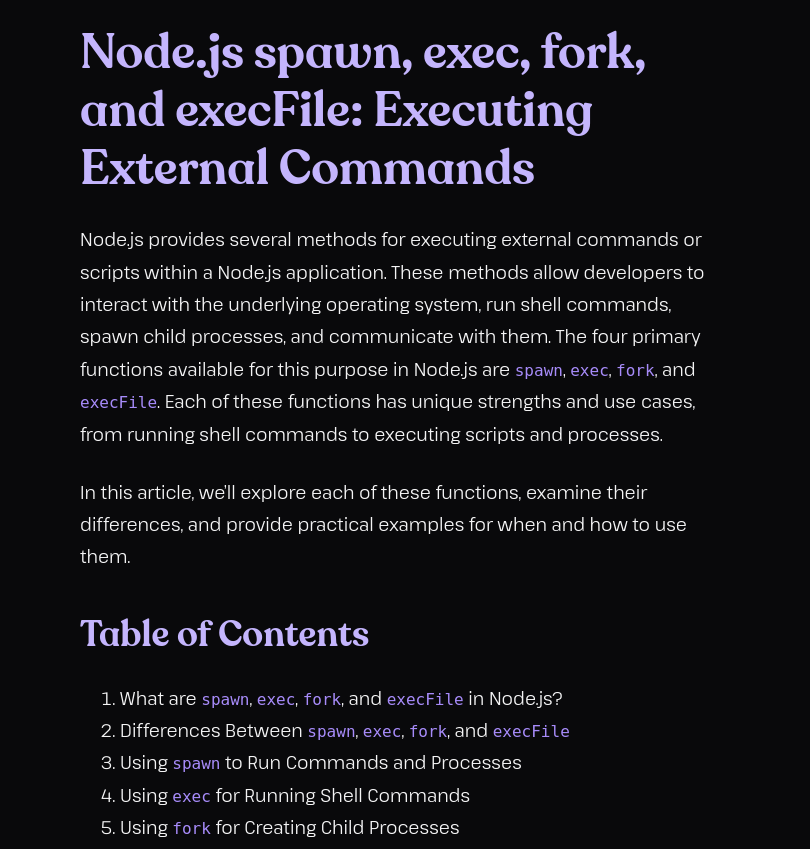 Node.js spawn, exec, fork,
and execFile: Executing
External Commands
Node.js provides several methods for executing external commands or
scripts within a Node.js application. These methods allow developers to
interact with the underlying operating system, run shell commands,
spawn child processes, and communicate with them. The four primary
functions available for this purpose in Node.js are spawn, exec, fork, and
execFile. Each of these functions has unique strengths and use cases,
from running shell commands to executing scripts and processes.
In this article, we'll explore each of these functions, examine their
differences, and provide practical examples for when and how to use
them.
Table of Contents
1. What are spawn, exec, fork, and execFile in Node.js?
2. Differences Between spawn, exec, fork, and execFile
3. Using spawn to Run Commands and Processes
4. Using exec for Running Shell Commands
5. Using fork for Creating Child Processes